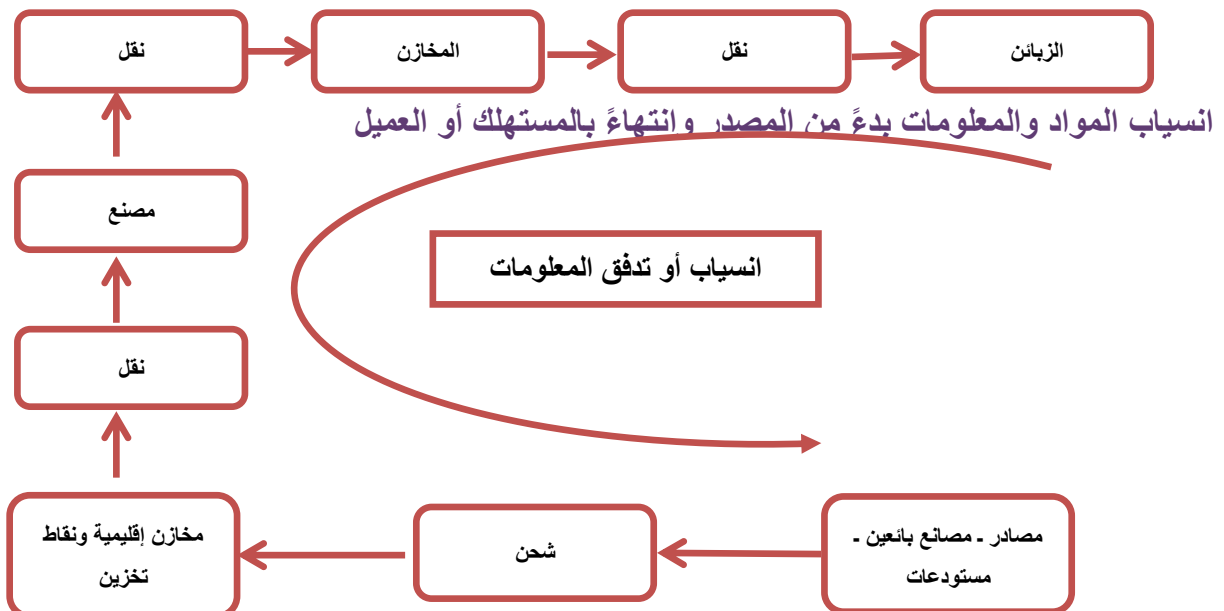 الزبائن
نقل
المخازن
نقل
انسياب المواد والمعلومات بدءً من المصدر وانتهاءً بالمستهلك أو العميل
مصنع
انسياب أو تدفق المعلومات
نقل
مصادر ـ مصانع بائعين ـ
مستودعات
شحن
مخازن إقليمية ونقاط
تخزين